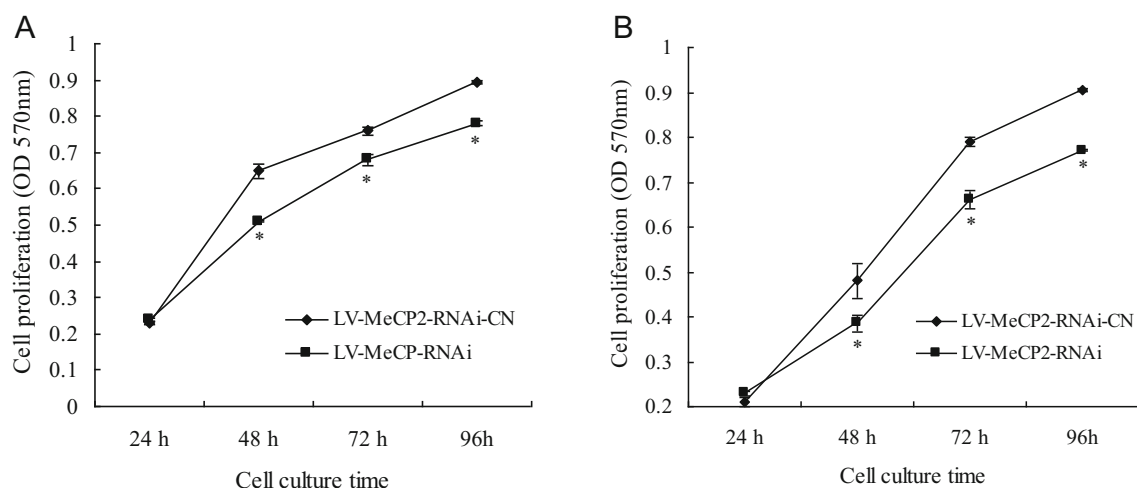 A
Cell proliferation (OD 570nm)
1
0.9
0.8
0.7
0.6
0.5
0.4
0.3
0.2
0.1
0
*
*
*
LV-MeCP2-RNAi-CN
LV-MeCP-RNAi
24 h 48 h 72 h 96h
Cell culture time
B
Cell proliferation (OD 570nm)
1
0.9
0.8
0.7
0.6
0.5
0.4
0.3
0.2
*
*
*
LV-MeCP2-RNAi-CN
LV-MeCP2-RNAi
24 h 48 h 72 h 96h
Cell culture time